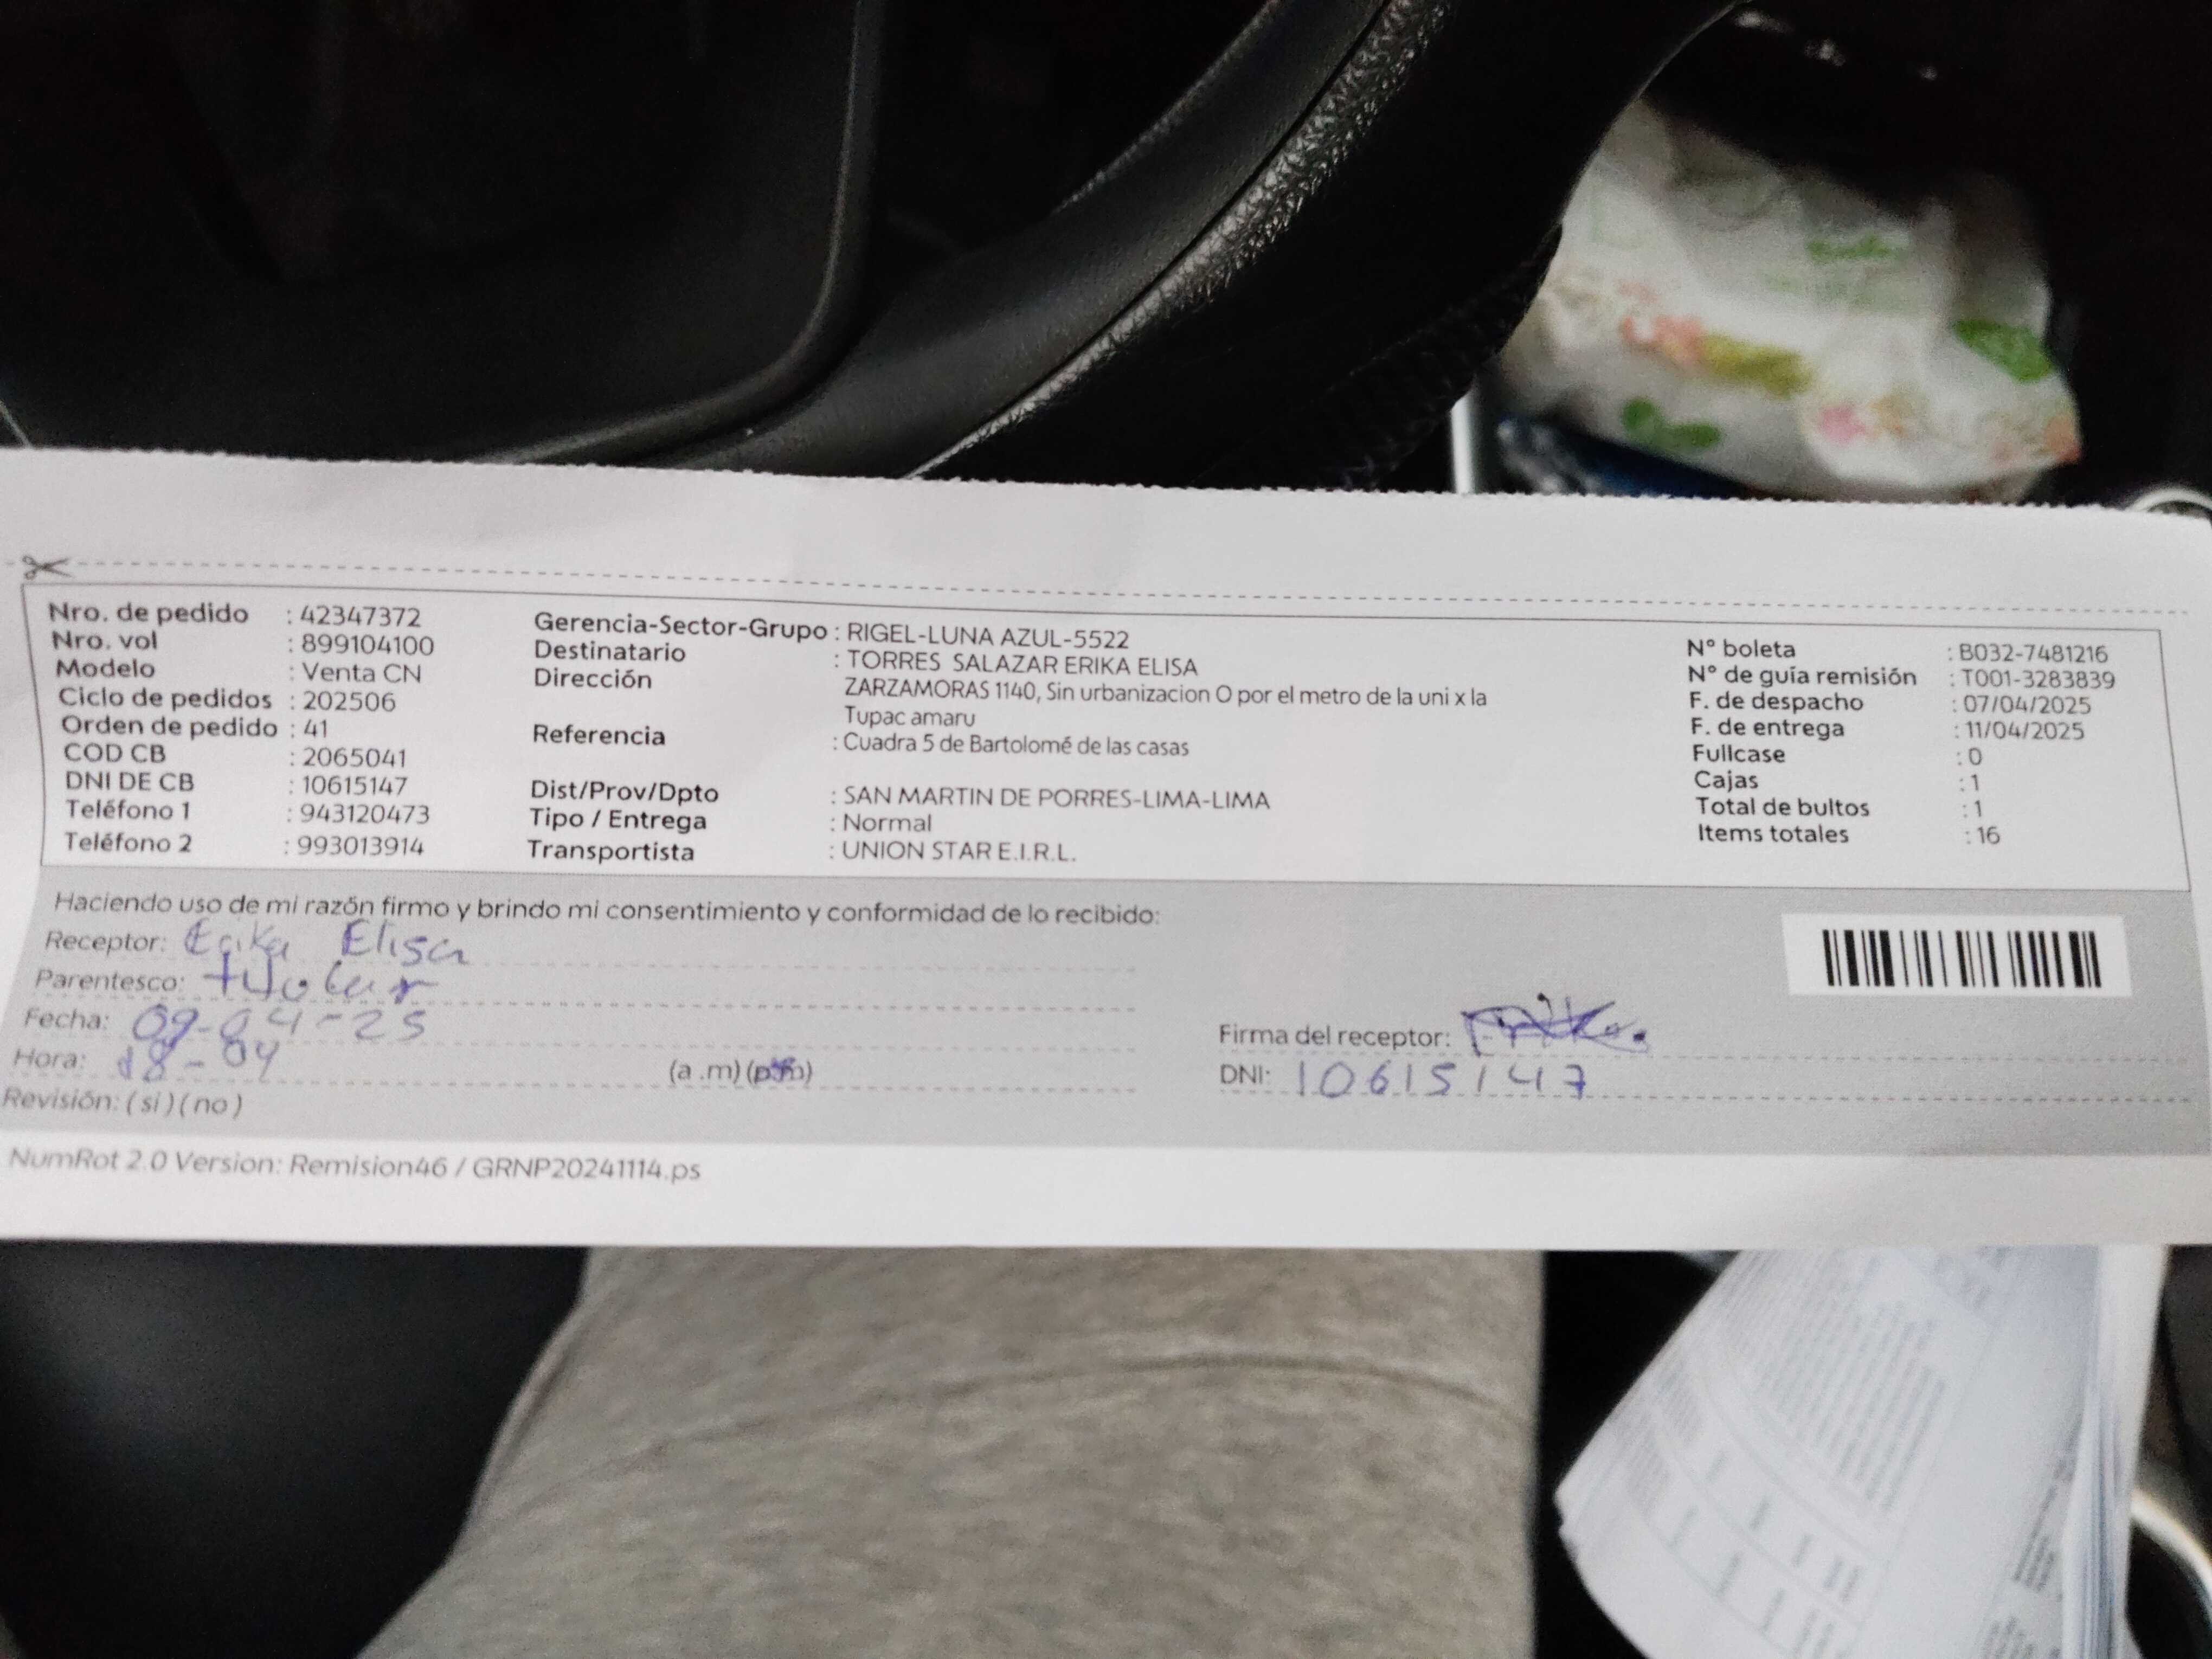 Nro. de pedido : 42347372
Nro. vol : 899104100
Modelo : Venta CN
Ciclo de pedidos : 202506
Orden de pedido : 41
COD CB : 2065041
DNI DE CB : 10615147
Teléfono 1 : 943120473
Teléfono 2 : 993013914
Gerencia-Sector-Grupo : RIGEL-LUNA AZUL-5522
Destinatario : TORRES SALAZAR ERIKA ELISA
Dirección ZARZAMORAS 1140, Sin urbanizacion O por el metro de la uni x la
Tupac amaru
Referencia : Cuadra 5 de Bartolomé de las casas
Dist/Prov/Dpto : SAN MARTIN DE PORRES-LIMA-LIMA
Tipo / Entrega : Normal
Transportista : UNION STAR E.I.R.L.
N° boleta : B032-7481216
N° de guía remisión : T001-3283839
F. de despacho : 07/04/2025
F. de entrega : 11/04/2025
Fullcase : 0
Cajas : 1
Total de bultos : 1
Items totales : 16
Haciendo uso de mi razón firmo y brindo mi consentimiento y conformidad de lo recibido:
Receptor: Erika Elisa
Parentesco:
Fecha: 09-04-25
Hora: 18-04 (a .m) (p.m)
Revisión: (si) (no)
Firma del receptor:
DNI: 10615147
NumRot 2.0 Version: Remision46 / GRNP20241114.ps